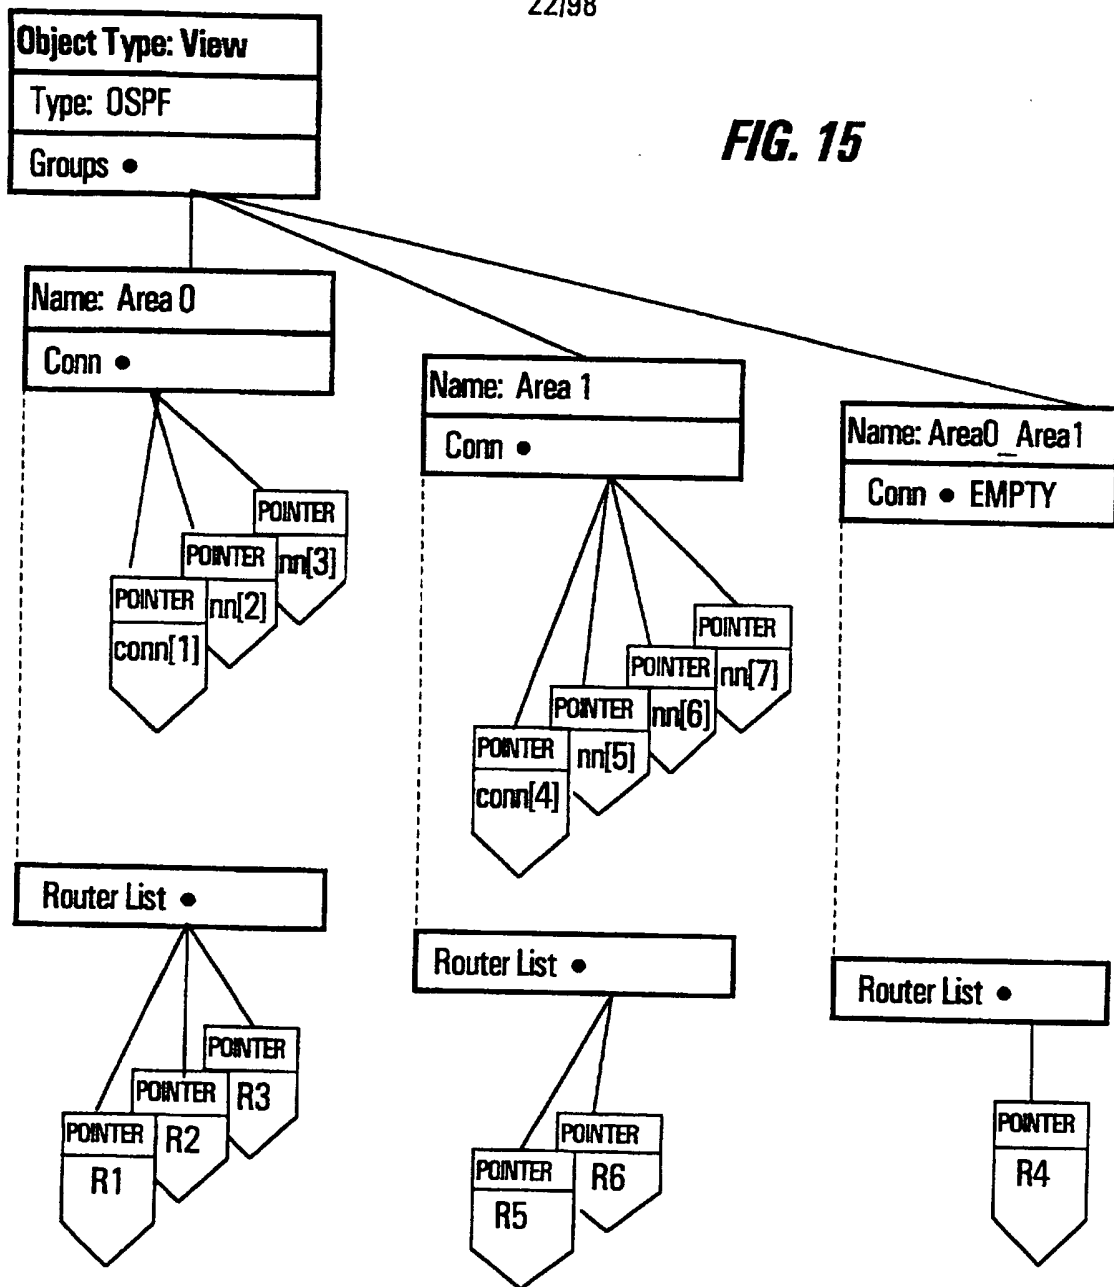 22/98
Object Type: View
Type: OSPF
Groups •
FIG. 15
Name: Area 0
Conn •
POINTER
conn[1]
POINTER
nn[2]
POINTER
nn[3]
Name: Area 1
Conn •
POINTER
conn[4]
POINTER
nn[5]
POINTER
nn[6]
POINTER
nn[7]
Name: Area0_Area1
Conn • EMPTY
Router List •
POINTER
R1
POINTER
R2
POINTER
R3
Router List •
POINTER
R5
POINTER
R6
Router List •
POINTER
R4